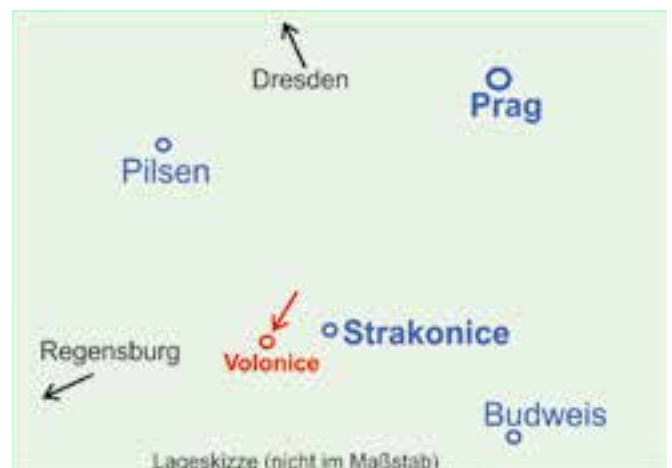 Dresden
Prag
Pilsen
Strakonice
Regensburg
Volonice
Budweis
Lageskizze (nicht im Maßstab)